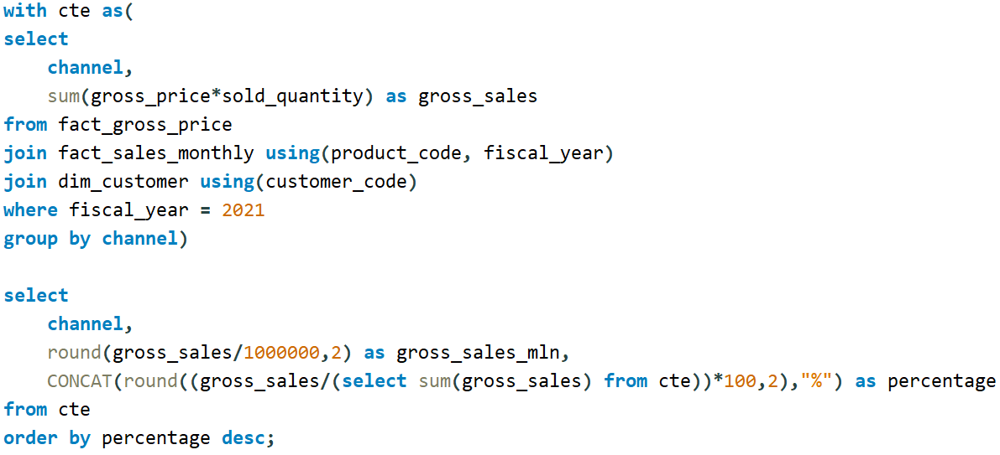 with cte as(
select
    channel,
    sum(gross_price*sold_quantity) as gross_sales
from fact_gross_price
join fact_sales_monthly using(product_code, fiscal_year)
join dim_customer using(customer_code)
where fiscal_year = 2021
group by channel)

select
    channel,
    round(gross_sales/1000000,2) as gross_sales_mln,
    CONCAT(round((gross_sales/(select sum(gross_sales) from cte))*100,2),"%") as percentage
from cte
order by percentage desc;